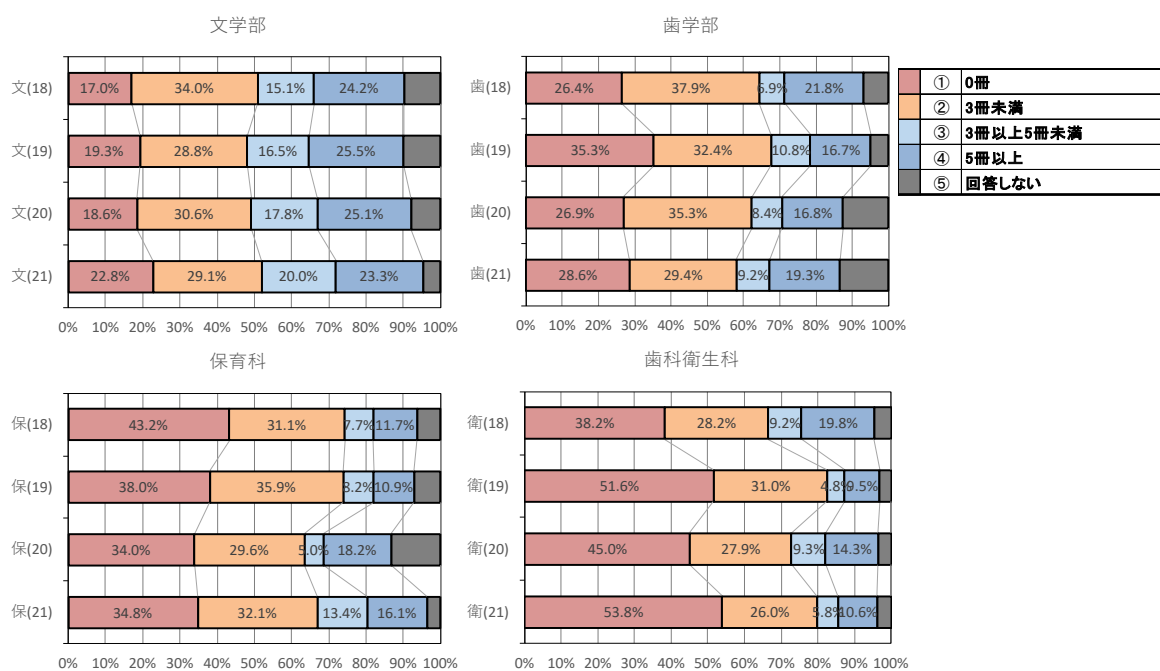 文学部
文(18) 17.0% 34.0% 15.1% 24.2%
文(19) 19.3% 28.8% 16.5% 25.5%
文(20) 18.6% 30.6% 17.8% 25.1%
文(21) 22.8% 29.1% 20.0% 23.3%
0% 10% 20% 30% 40% 50% 60% 70% 80% 90% 100%
歯学部
歯(18) 26.4% 37.9% 6.9% 21.8%
歯(19) 35.3% 32.4% 10.8% 16.7%
歯(20) 26.9% 35.3% 8.4% 16.8%
歯(21) 28.6% 29.4% 9.2% 19.3%
0% 10% 20% 30% 40% 50% 60% 70% 80% 90% 100%
① 0冊
② 3冊未満
③ 3冊以上5冊未満
④ 5冊以上
⑤ 回答しない
保育科
保(18) 43.2% 31.1% 7.7% 11.7%
保(19) 38.0% 35.9% 8.2% 10.9%
保(20) 34.0% 29.6% 5.0% 18.2%
保(21) 34.8% 32.1% 13.4% 16.1%
0% 10% 20% 30% 40% 50% 60% 70% 80% 90% 100%
歯科衛生科
衛(18) 38.2% 28.2% 9.2% 19.8%
衛(19) 51.6% 31.0% 4.8% 9.5%
衛(20) 45.0% 27.9% 9.3% 14.3%
衛(21) 53.8% 26.0% 5.8% 10.6%
0% 10% 20% 30% 40% 50% 60% 70% 80% 90% 100%